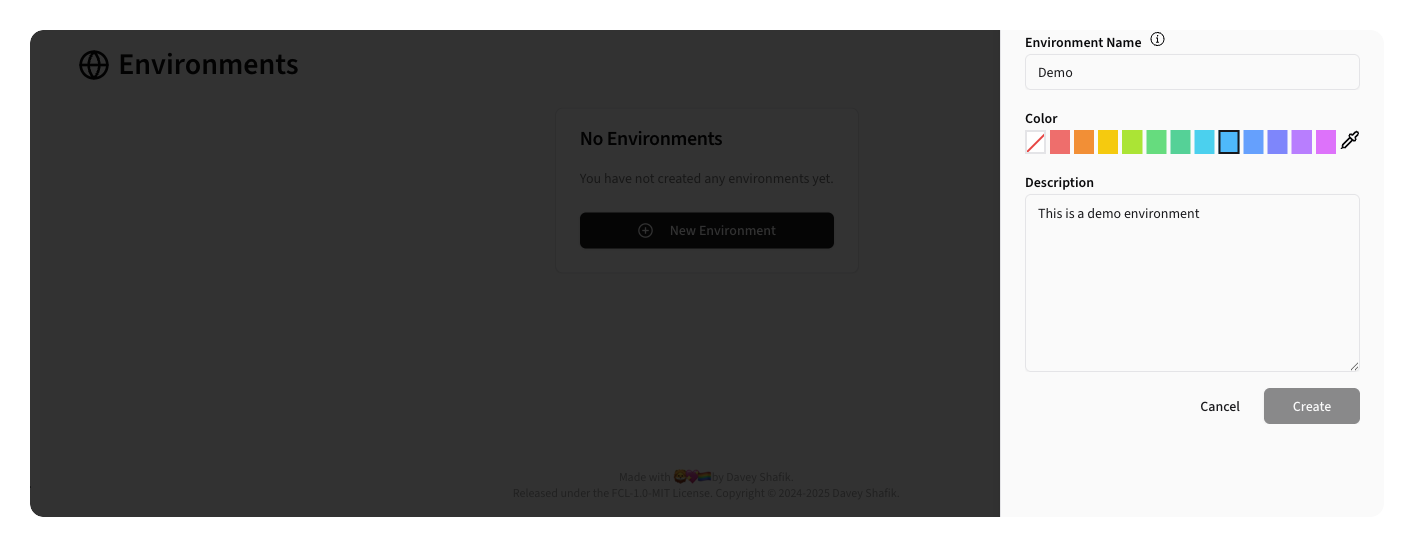 Environments
No Environments
You have not created any environments yet.
New Environment
Made with 🦁💖🏳️‍🌈 by Davey Shafik.
Released under the FCL-1.0-MIT License. Copyright © 2024-2025 Davey Shafik.
Environment Name
Demo
Color
Description
This is a demo environment
Cancel
Create